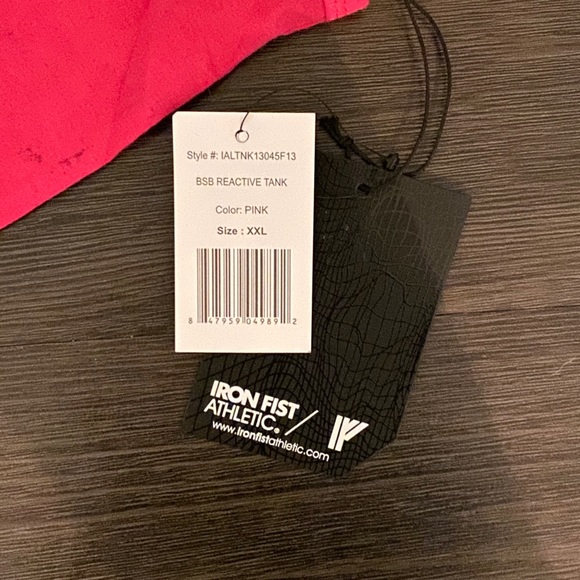 Style #: IALTNK13045F13
BSB REACTIVE TANK
Color: PINK
Size : XXL
8 47959 04989 2
IRON FIST
ATHLETIC®
www.ironfistathletic.com